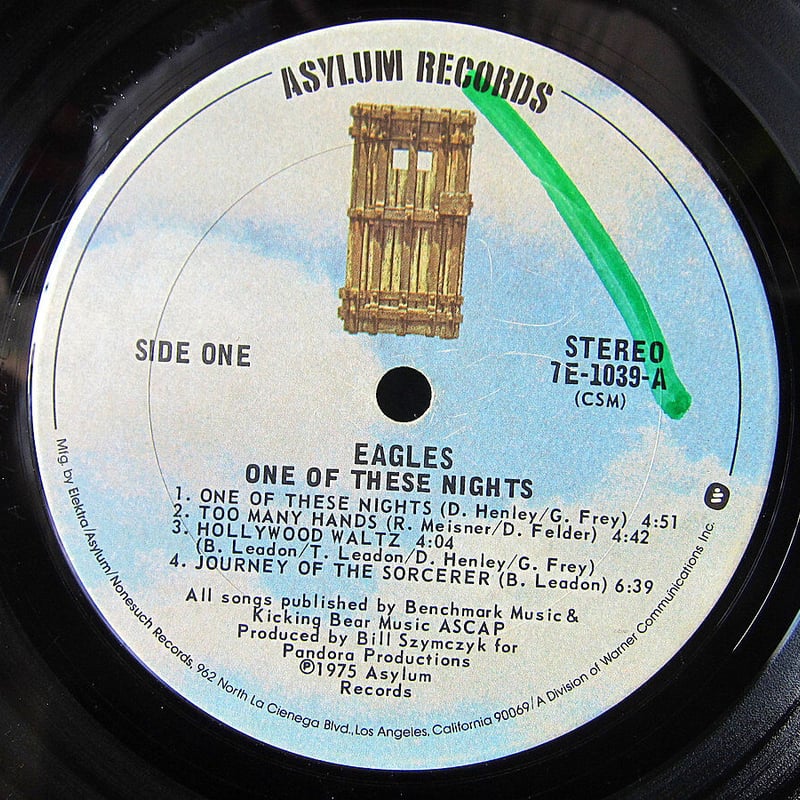 ASYLUM RECORDS
SIDE ONE
STEREO
7E-1039-A
(CSM)
EAGLES
ONE OF THESE NIGHTS
1. ONE OF THESE NIGHTS (D. Henley/G. Frey) 4:51
2. TOO MANY HANDS (R. Meisner/D. Felder) 4:42
3. HOLLYWOOD WALTZ 4:04
(B. Leadon/T. Leadon/D. Henley/G. Frey)
4. JOURNEY OF THE SORCERER (B. Leadon) 6:39
All songs published by Benchmark Music &
Kicking Bear Music ASCAP
Produced by Bill Szymczyk for
Pandora Productions
℗1975 Asylum
Records
Mfg. by Elektra/Asylum/Nonesuch Records, 962 North La Cienega Blvd., Los Angeles, California 90069/A Division of Warner Communications Inc.